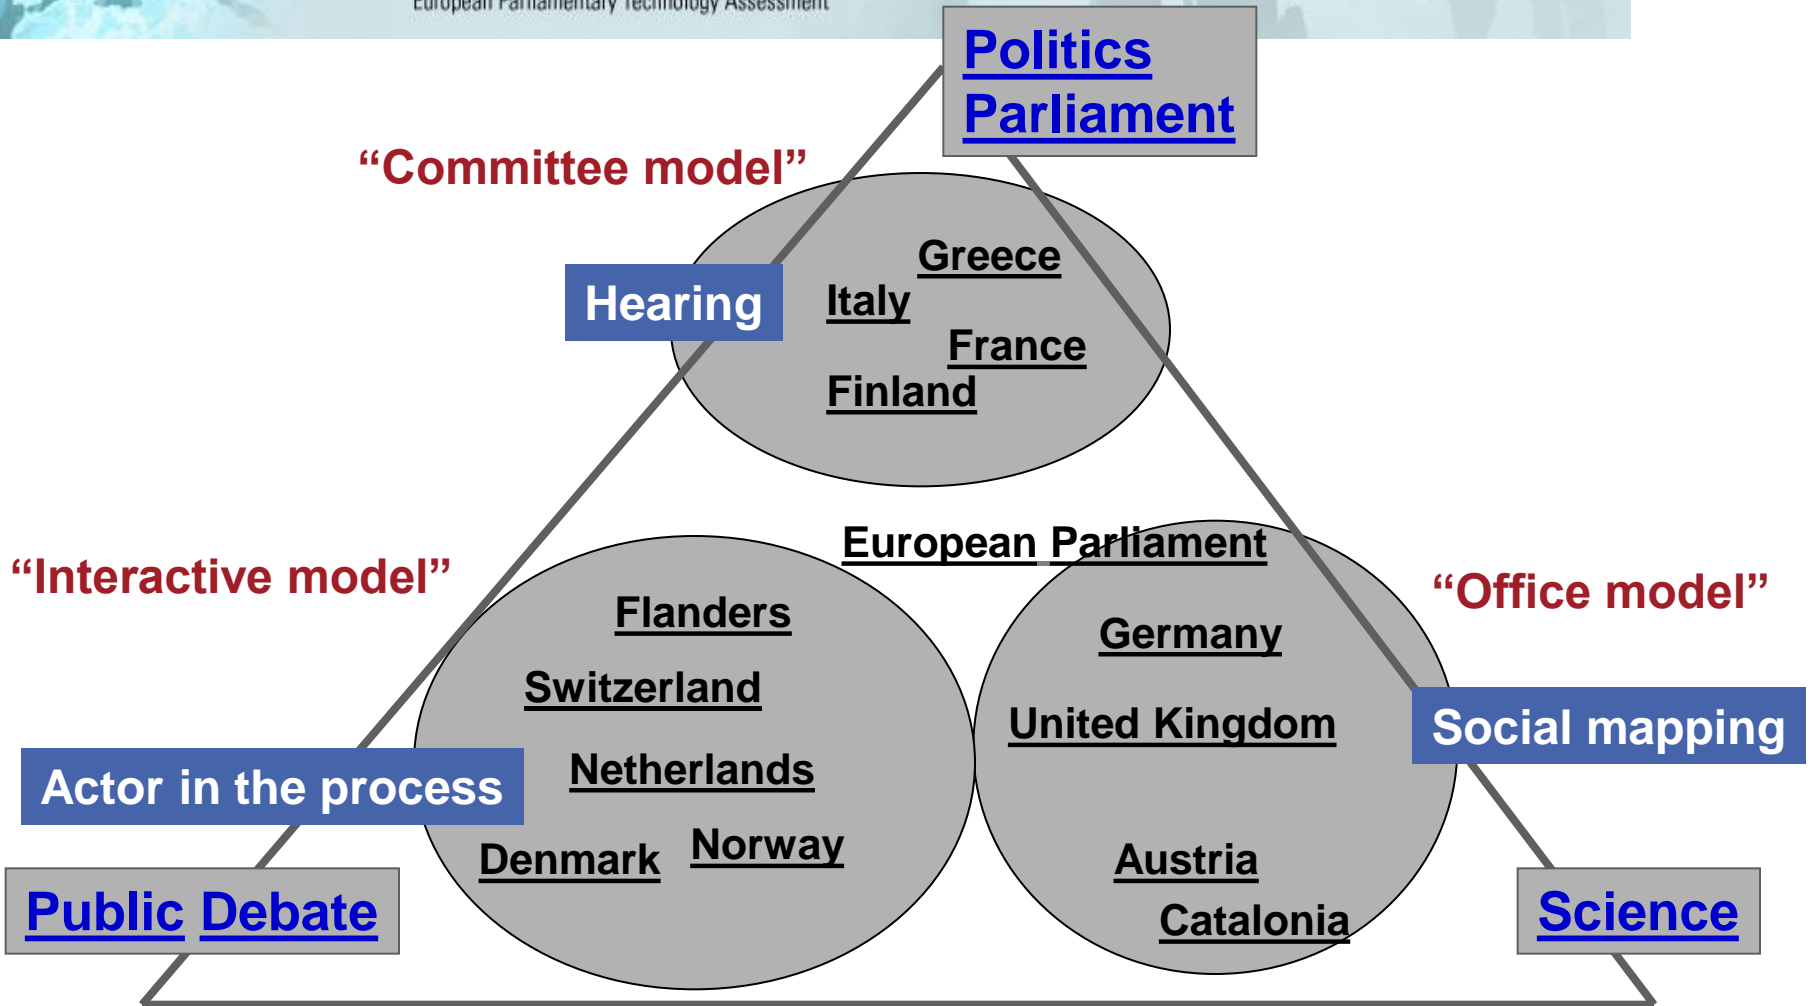 European Parliamentary Technology Assessment
Politics
Parliament
“Committee model”
Greece
Hearing
Italy
France
Finland
European Parliament
“Interactive model”
“Office model”
Flanders
Germany
Switzerland
United Kingdom
Social mapping
Netherlands
Actor in the process
Norway
Denmark
Austria
Public Debate
Catalonia
Science